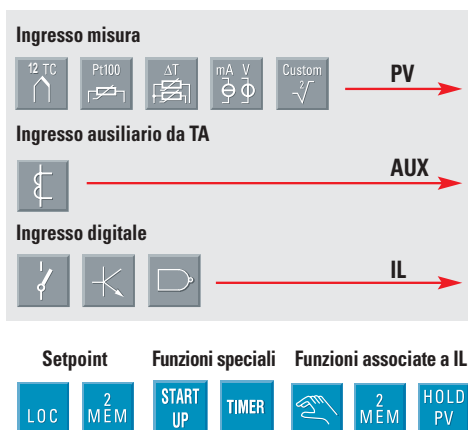 Ingresso misura
12 TC Pt100 ΔT mA V Custom PV
2√
Ingresso ausiliario da TA
AUX
Ingresso digitale
IL
Setpoint Funzioni speciali Funzioni associate a IL
LOC 2 MEM START UP TIMER 2 MEM HOLD PV